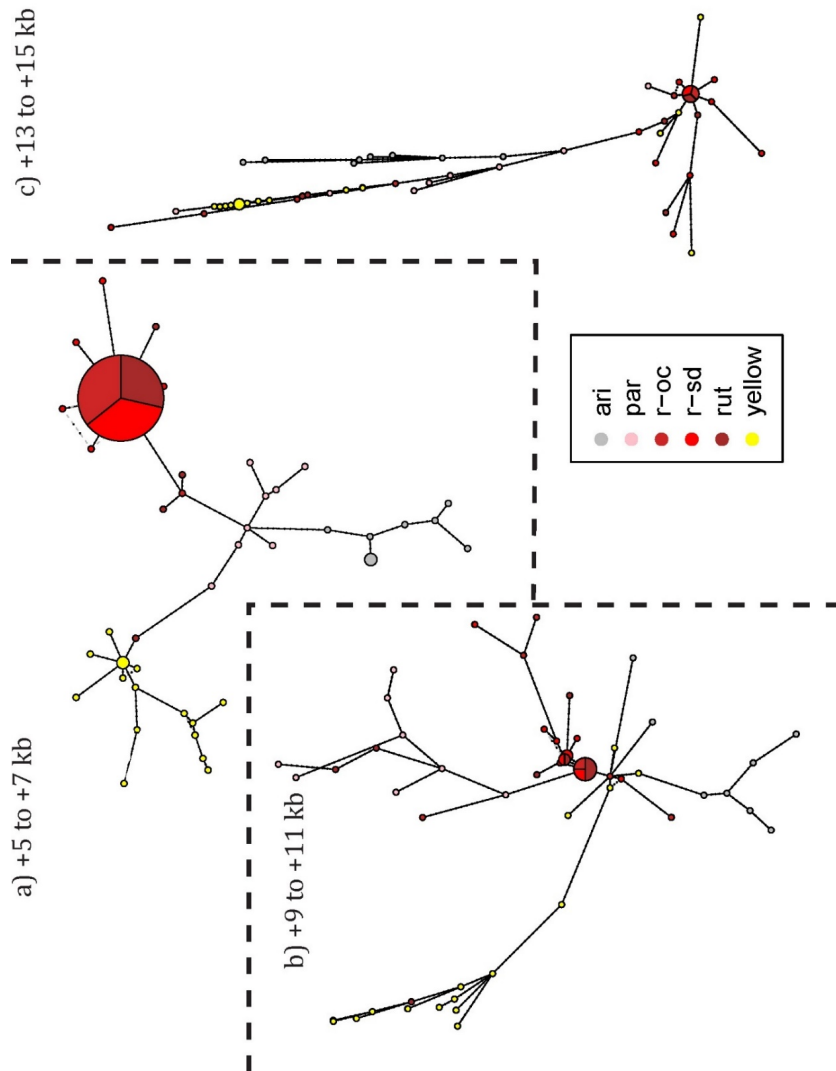 a) +5 to +7 kb
b) +9 to +11 kb
c) +13 to +15 kb
ari
par
r-oc
r-sd
rut
yellow